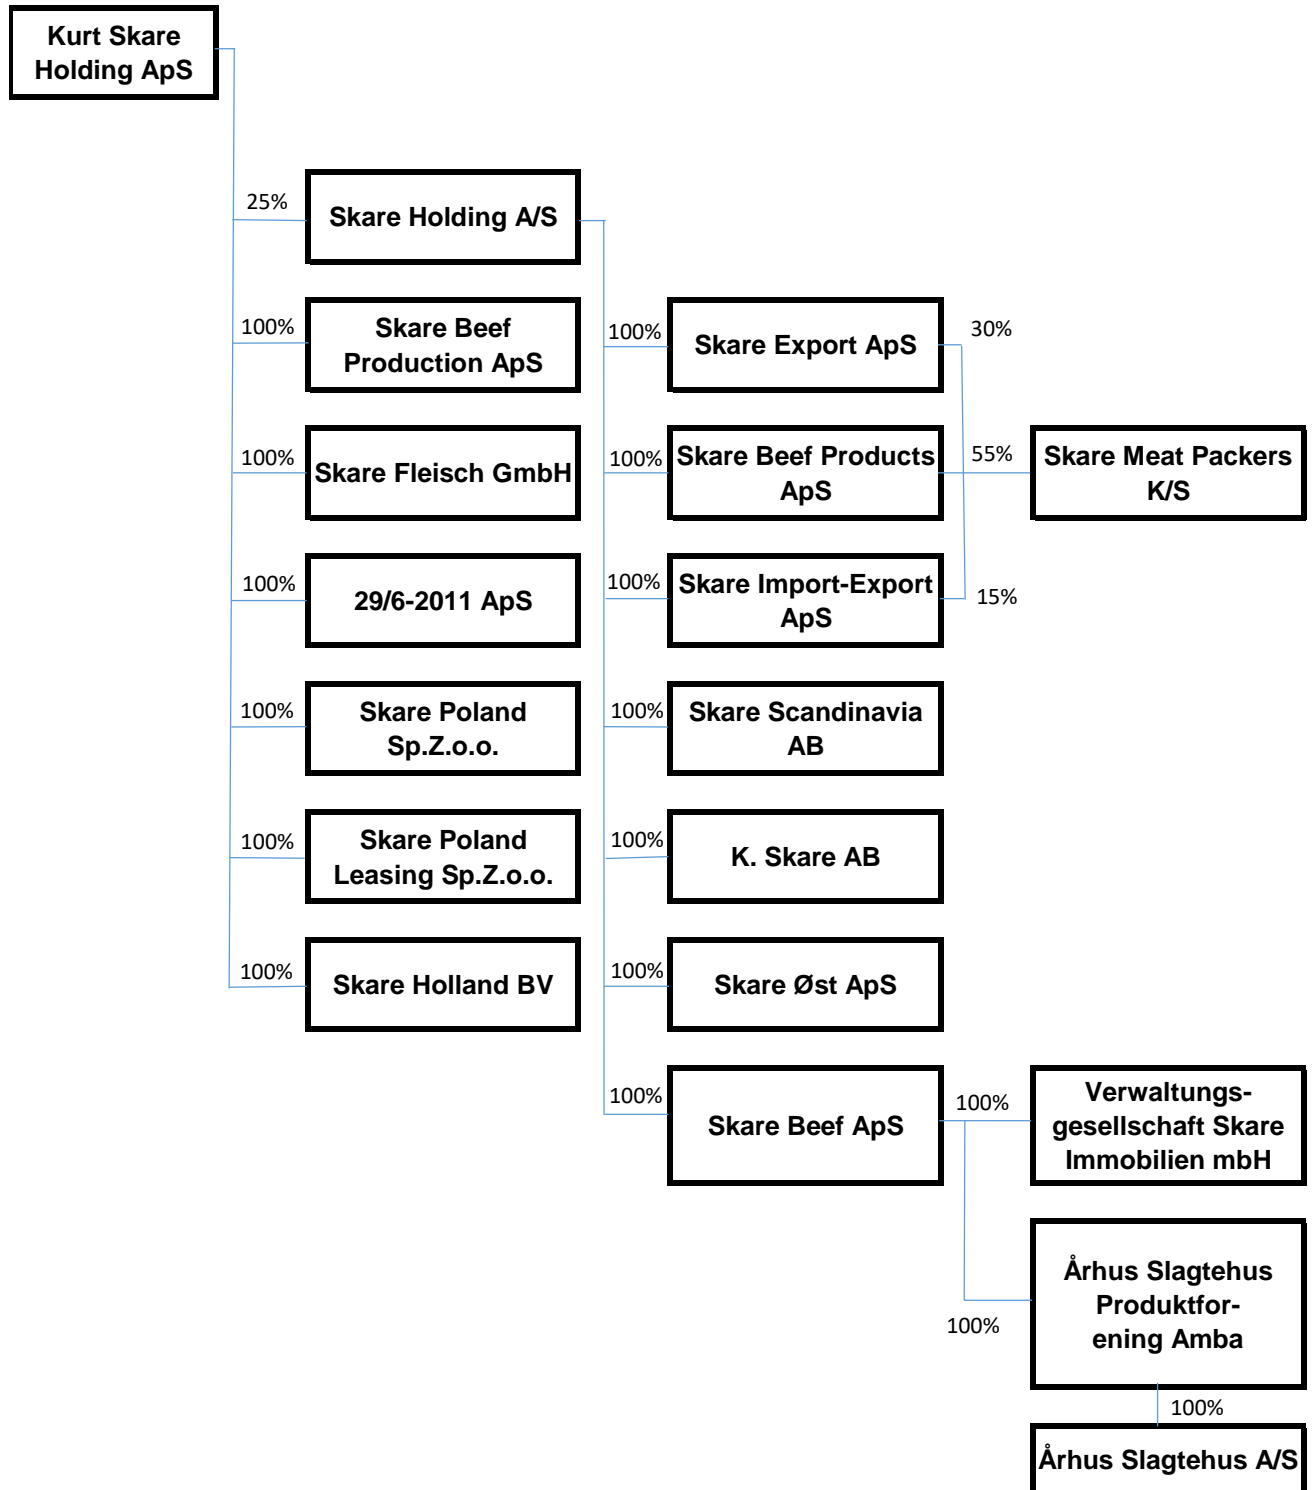 Kurt Skare
Holding ApS
25%
Skare Holding A/S
100%
Skare Beef
Production ApS
100%
Skare Export ApS
30%
100%
Skare Fleisch GmbH
100%
Skare Beef Products
ApS
55%
Skare Meat Packers
K/S
100%
29/6-2011 ApS
100%
Skare Import-Export
ApS
15%
100%
Skare Poland
Sp.Z.o.o.
100%
Skare Scandinavia
AB
100%
Skare Poland
Leasing Sp.Z.o.o.
100%
K. Skare AB
100%
Skare Holland BV
100%
Skare Øst ApS
100%
Skare Beef ApS
100%
Verwaltungs-
gesellschaft Skare
Immobilien mbH
100%
Århus Slagtehus
Produktfor-
ening Amba
100%
Århus Slagtehus A/S